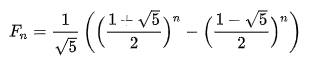 $F_n = \frac{1}{\sqrt{5}} \left( \left( \frac{1+\sqrt{5}}{2} \right)^n - \left( \frac{1-\sqrt{5}}{2} \right)^n \right)$